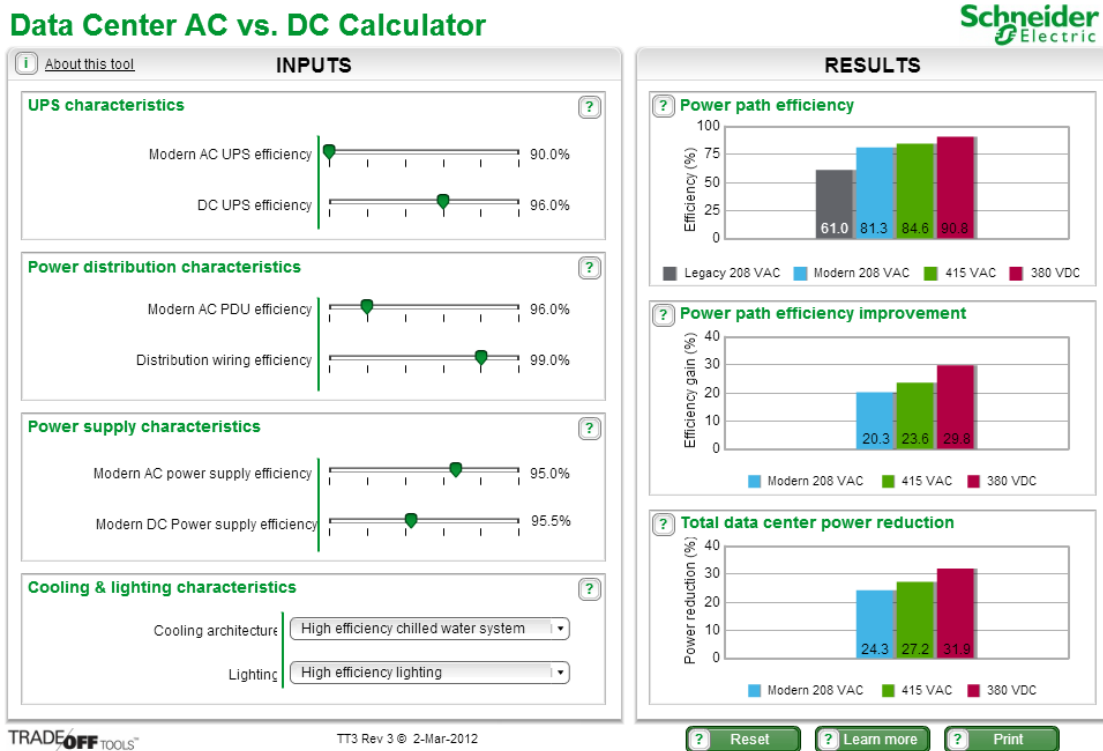 Data Center AC vs. DC Calculator
Schneider
Electric
i About this tool
INPUTS
UPS characteristics ?
Modern AC UPS efficiency 90.0%
DC UPS efficiency 96.0%
Power distribution characteristics ?
Modern AC PDU efficiency 96.0%
Distribution wiring efficiency 99.0%
Power supply characteristics ?
Modern AC power supply efficiency 95.0%
Modern DC Power supply efficiency 95.5%
Cooling & lighting characteristics ?
Cooling architecture High efficiency chilled water system
Lighting High efficiency lighting
RESULTS
? Power path efficiency
Efficiency (%)
100
75
50
25
0
61.0 81.3 84.6 90.8
Legacy 208 VAC Modern 208 VAC 415 VAC 380 VDC
? Power path efficiency improvement
Efficiency gain (%)
40
30
20
10
0
20.3 23.6 29.8
Modern 208 VAC 415 VAC 380 VDC
? Total data center power reduction
Power reduction (%)
40
30
20
10
0
24.3 27.2 31.9
Modern 208 VAC 415 VAC 380 VDC
TRADE OFF TOOLS™
TT3 Rev 3 © 2-Mar-2012
? Reset ? Learn more ? Print